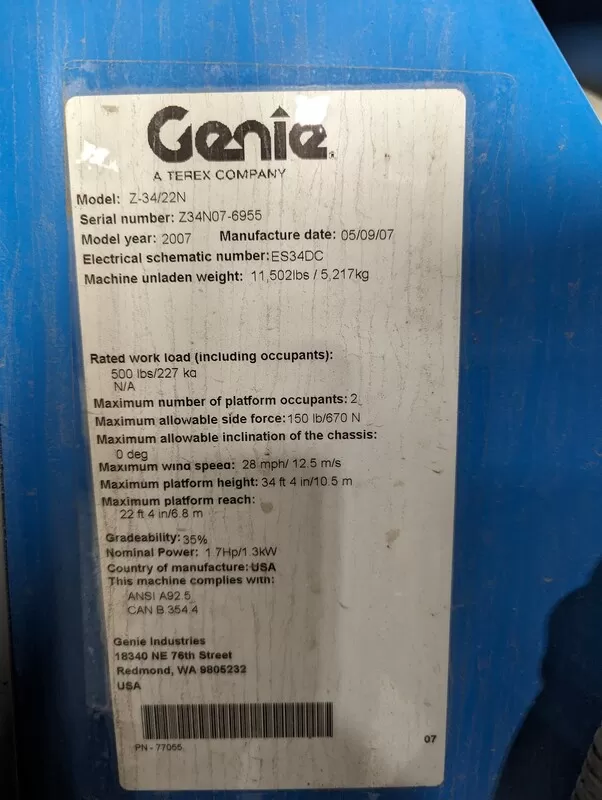 Genie
A TEREX COMPANY
Model: Z-34/22N
Serial number: Z34N07-6955
Model year: 2007 Manufacture date: 05/09/07
Electrical schematic number: ES34DC
Machine unladen weight: 11,502lbs / 5,217kg
Rated work load (including occupants):
500 lbs/227 kg
N/A
Maximum number of platform occupants: 2
Maximum allowable side force: 150 lb/670 N
Maximum allowable inclination of the chassis:
0 deg
Maximum wind speed: 28 mph/ 12.5 m/s
Maximum platform height: 34 ft 4 in/10.5 m
Maximum platform reach:
22 ft 4 in/6.8 m
Gradeability: 35%
Nominal Power: 1.7Hp/1.3kW
Country of manufacture: USA
This machine complies with:
ANSI A92.5
CAN B 354.4
Genie Industries
18340 NE 76th Street
Redmond, WA 9805232
USA
PN - 77055
07